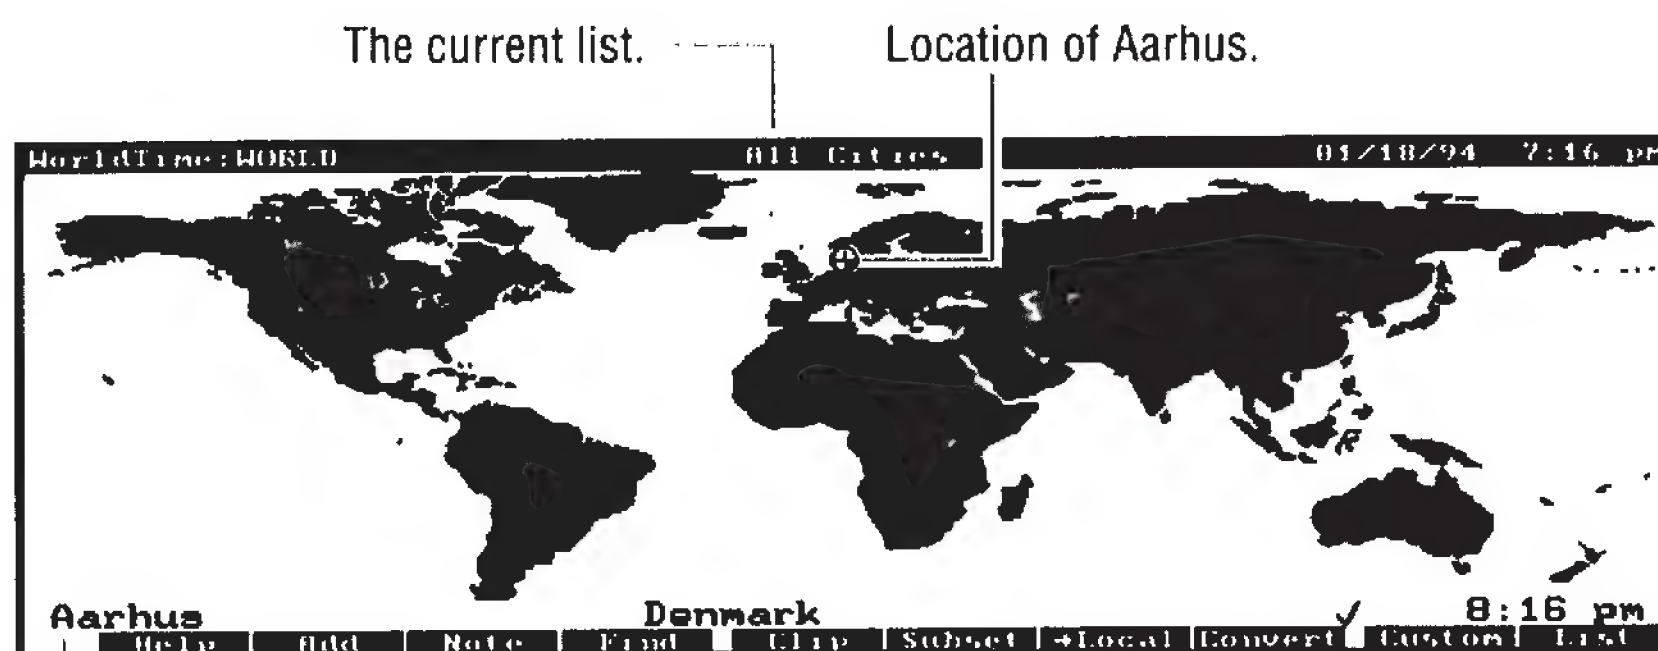 The current list. Location of Aarhus.
WorldTime:WORLD All Cities 01/18/94 7:16 pm
Aarhus Denmark ✓ 8:16 pm
Help Add Note Find Clip Subset →Local Convert Custom List